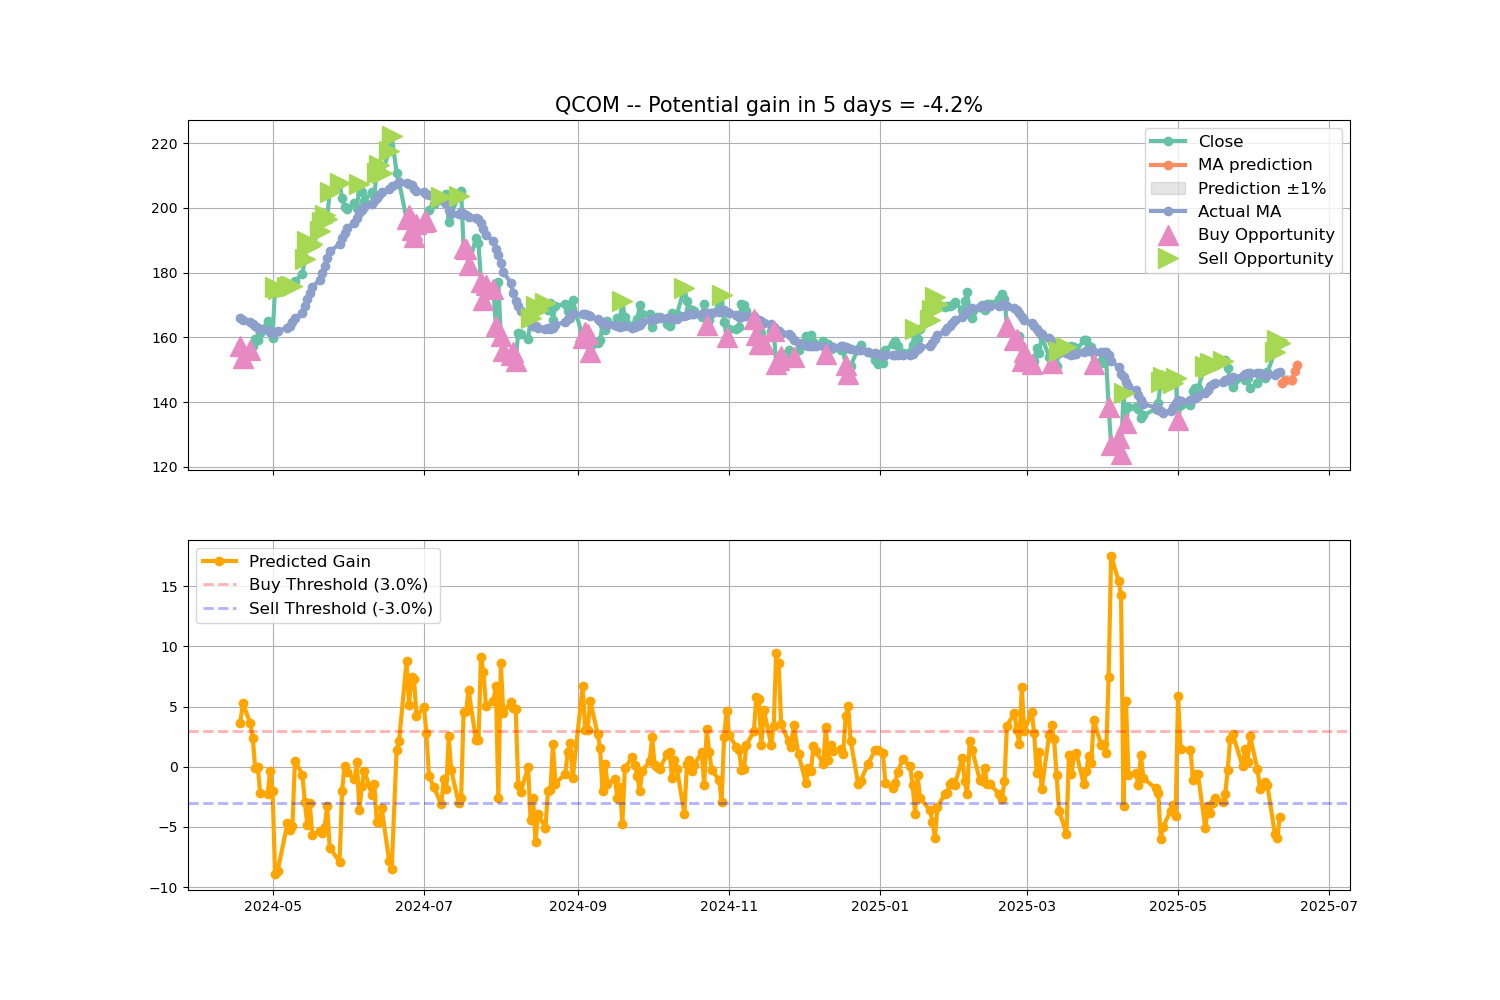 QCOM -- Potential gain in 5 days = -4.2%
220
200
180
160
140
120
Close
MA prediction
Prediction ±1%
Actual MA
Buy Opportunity
Sell Opportunity
15
10
5
0
−5
−10
Predicted Gain
Buy Threshold (3.0%)
Sell Threshold (-3.0%)
2024-05
2024-07
2024-09
2024-11
2025-01
2025-03
2025-05
2025-07